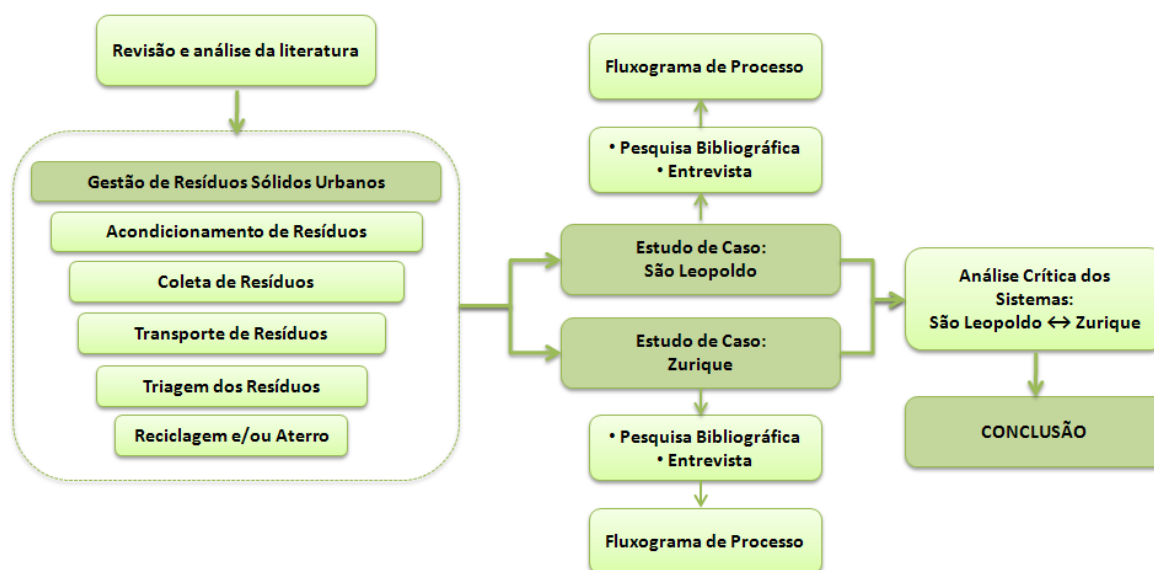 Revisão e análise da literatura
Gestão de Resíduos Sólidos Urbanos
Acondicionamento de Resíduos
Coleta de Resíduos
Transporte de Resíduos
Triagem dos Resíduos
Reciclagem e/ou Aterro
Fluxograma de Processo
• Pesquisa Bibliográfica
• Entrevista
Estudo de Caso:
São Leopoldo
Estudo de Caso:
Zurique
• Pesquisa Bibliográfica
• Entrevista
Fluxograma de Processo
Análise Crítica dos
Sistemas:
São Leopoldo ↔ Zurique
CONCLUSÃO